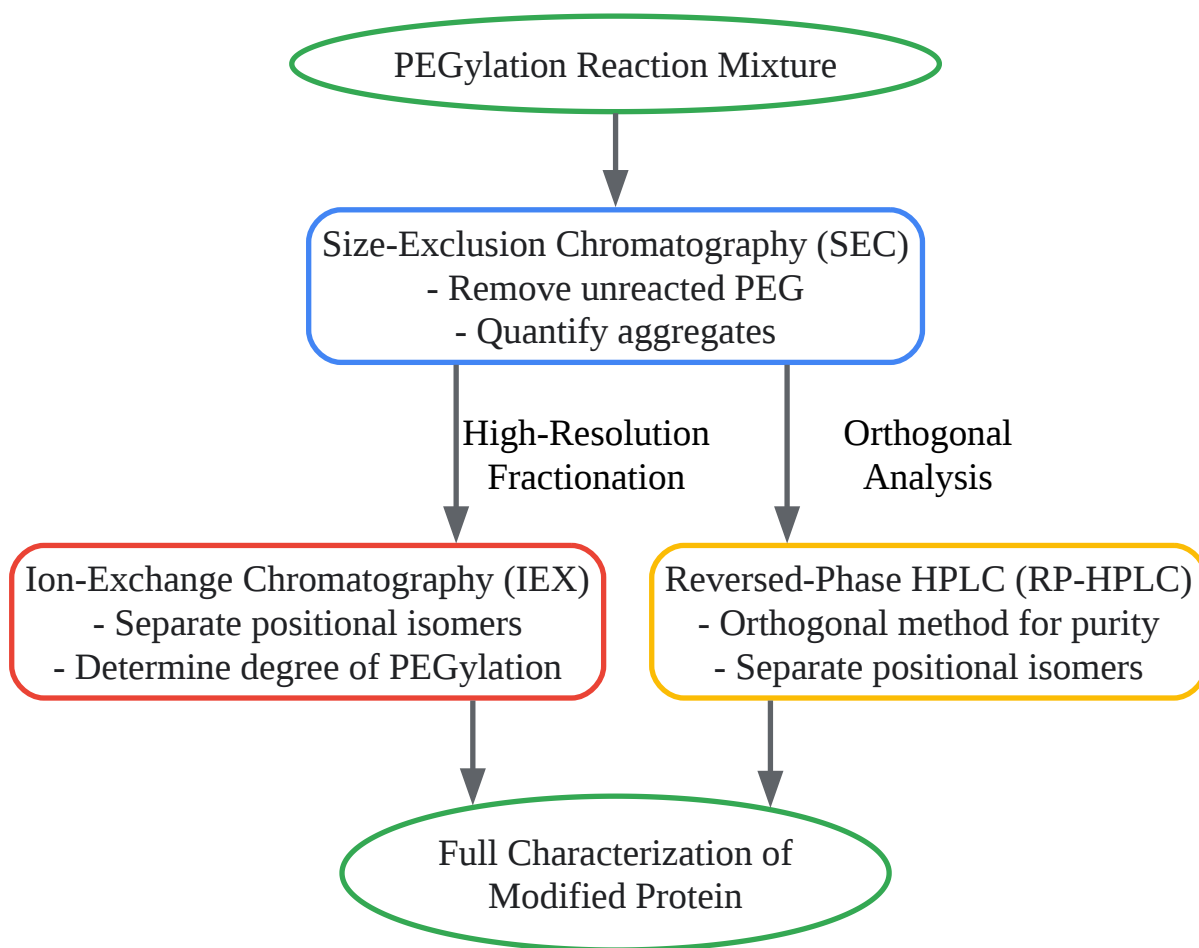 PEGylation Reaction Mixture
Size-Exclusion Chromatography (SEC)
- Remove unreacted PEG
- Quantify aggregates
High-Resolution
Fractionation
Orthogonal
Analysis
Ion-Exchange Chromatography (IEX)
- Separate positional isomers
- Determine degree of PEGylation
Reversed-Phase HPLC (RP-HPLC)
- Orthogonal method for purity
- Separate positional isomers
Full Characterization of
Modified Protein